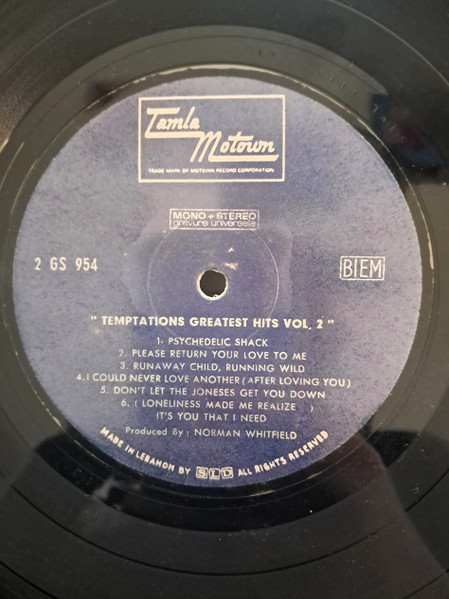 Tamla
Motown
TRADE MARK OF MOTOWN RECORD CORPORATION
MONO + STEREO
gravure universelle
2 GS 954
BIEM
" TEMPTATIONS GREATEST HITS VOL, 2 "
1- PSYCHEDELIC SHACK
2. PLEASE RETURN YOUR LOVE TO ME
3. RUNAWAY CHILD, RUNNING WILD
4.I COULD NEVER LOVE ANOTHER (AFTER LOVING YOU)
5. DON'T LET THE JONESES GET YOU DOWN
6. ( LONELINESS MADE ME REALIZE )
IT'S YOU THAT I NEED
Produced By: NORMAN WHITFIELD
MADE IN LEBANON BY SLD ALL RIGHTS RESERVED